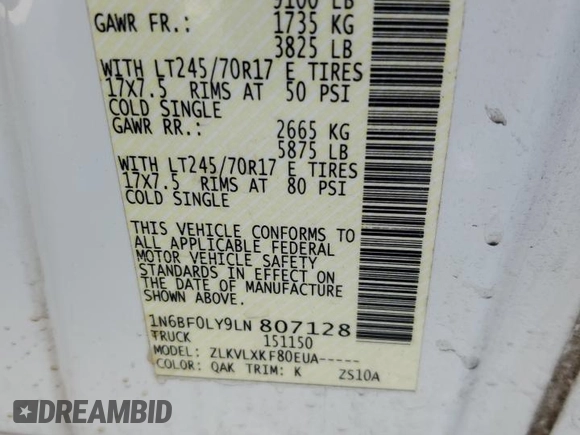 9100 LB
GAWR FR.: 1735 KG
3825 LB
WITH LT245/70R17 E TIRES
17X7.5 RIMS AT 50 PSI
COLD SINGLE
GAWR RR.: 2665 KG
5875 LB
WITH LT245/70R17 E TIRES
17X7.5 RIMS AT 80 PSI
COLD SINGLE
THIS VEHICLE CONFORMS TO
ALL APPLICABLE FEDERAL
MOTOR VEHICLE SAFETY
STANDARDS IN EFFECT ON
THE DATE OF MANUFACTURE
SHOWN ABOVE.
1N6BF0LY9LN 807128
TRUCK 151150
MODEL: ZLKVLXKF80EUA-----
COLOR: QAK TRIM: K ZS10A
DREAMBID